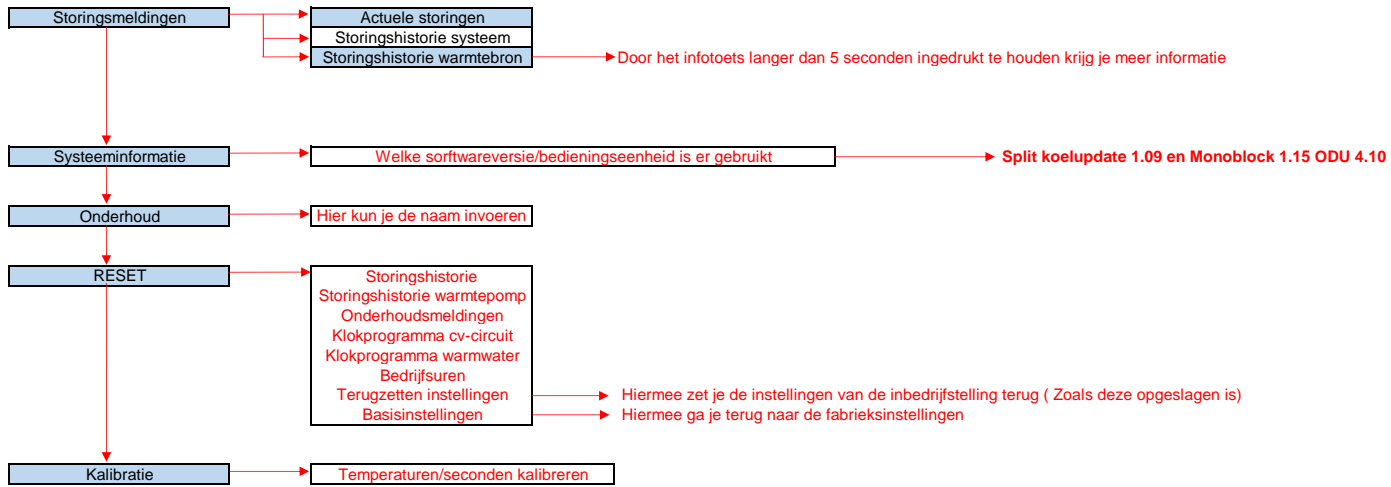 Storingsmeldingen
Actuele storingen
Storingshistorie systeem
Storingshistorie warmtebron
Door het infotoets langer dan 5 seconden ingedrukt te houden krijg je meer informatie
Systeeminformatie
Welke sorftwareversie/bedieningseenheid is er gebruikt
Split koelupdate 1.09 en Monoblock 1.15 ODU 4.10
Onderhoud
Hier kun je de naam invoeren
RESET
Storingshistorie
Storingshistorie warmtepomp
Onderhoudsmeldingen
Klokprogramma cv-circuit
Klokprogramma warmwater
Bedrijfsuren
Terugzetten instellingen
Hiermee zet je de instellingen van de inbedrijfstelling terug ( Zoals deze opgeslagen is)
Basisinstellingen
Hiermee ga je terug naar de fabrieksinstellingen
Kalibratie
Temperaturen/seconden kalibreren